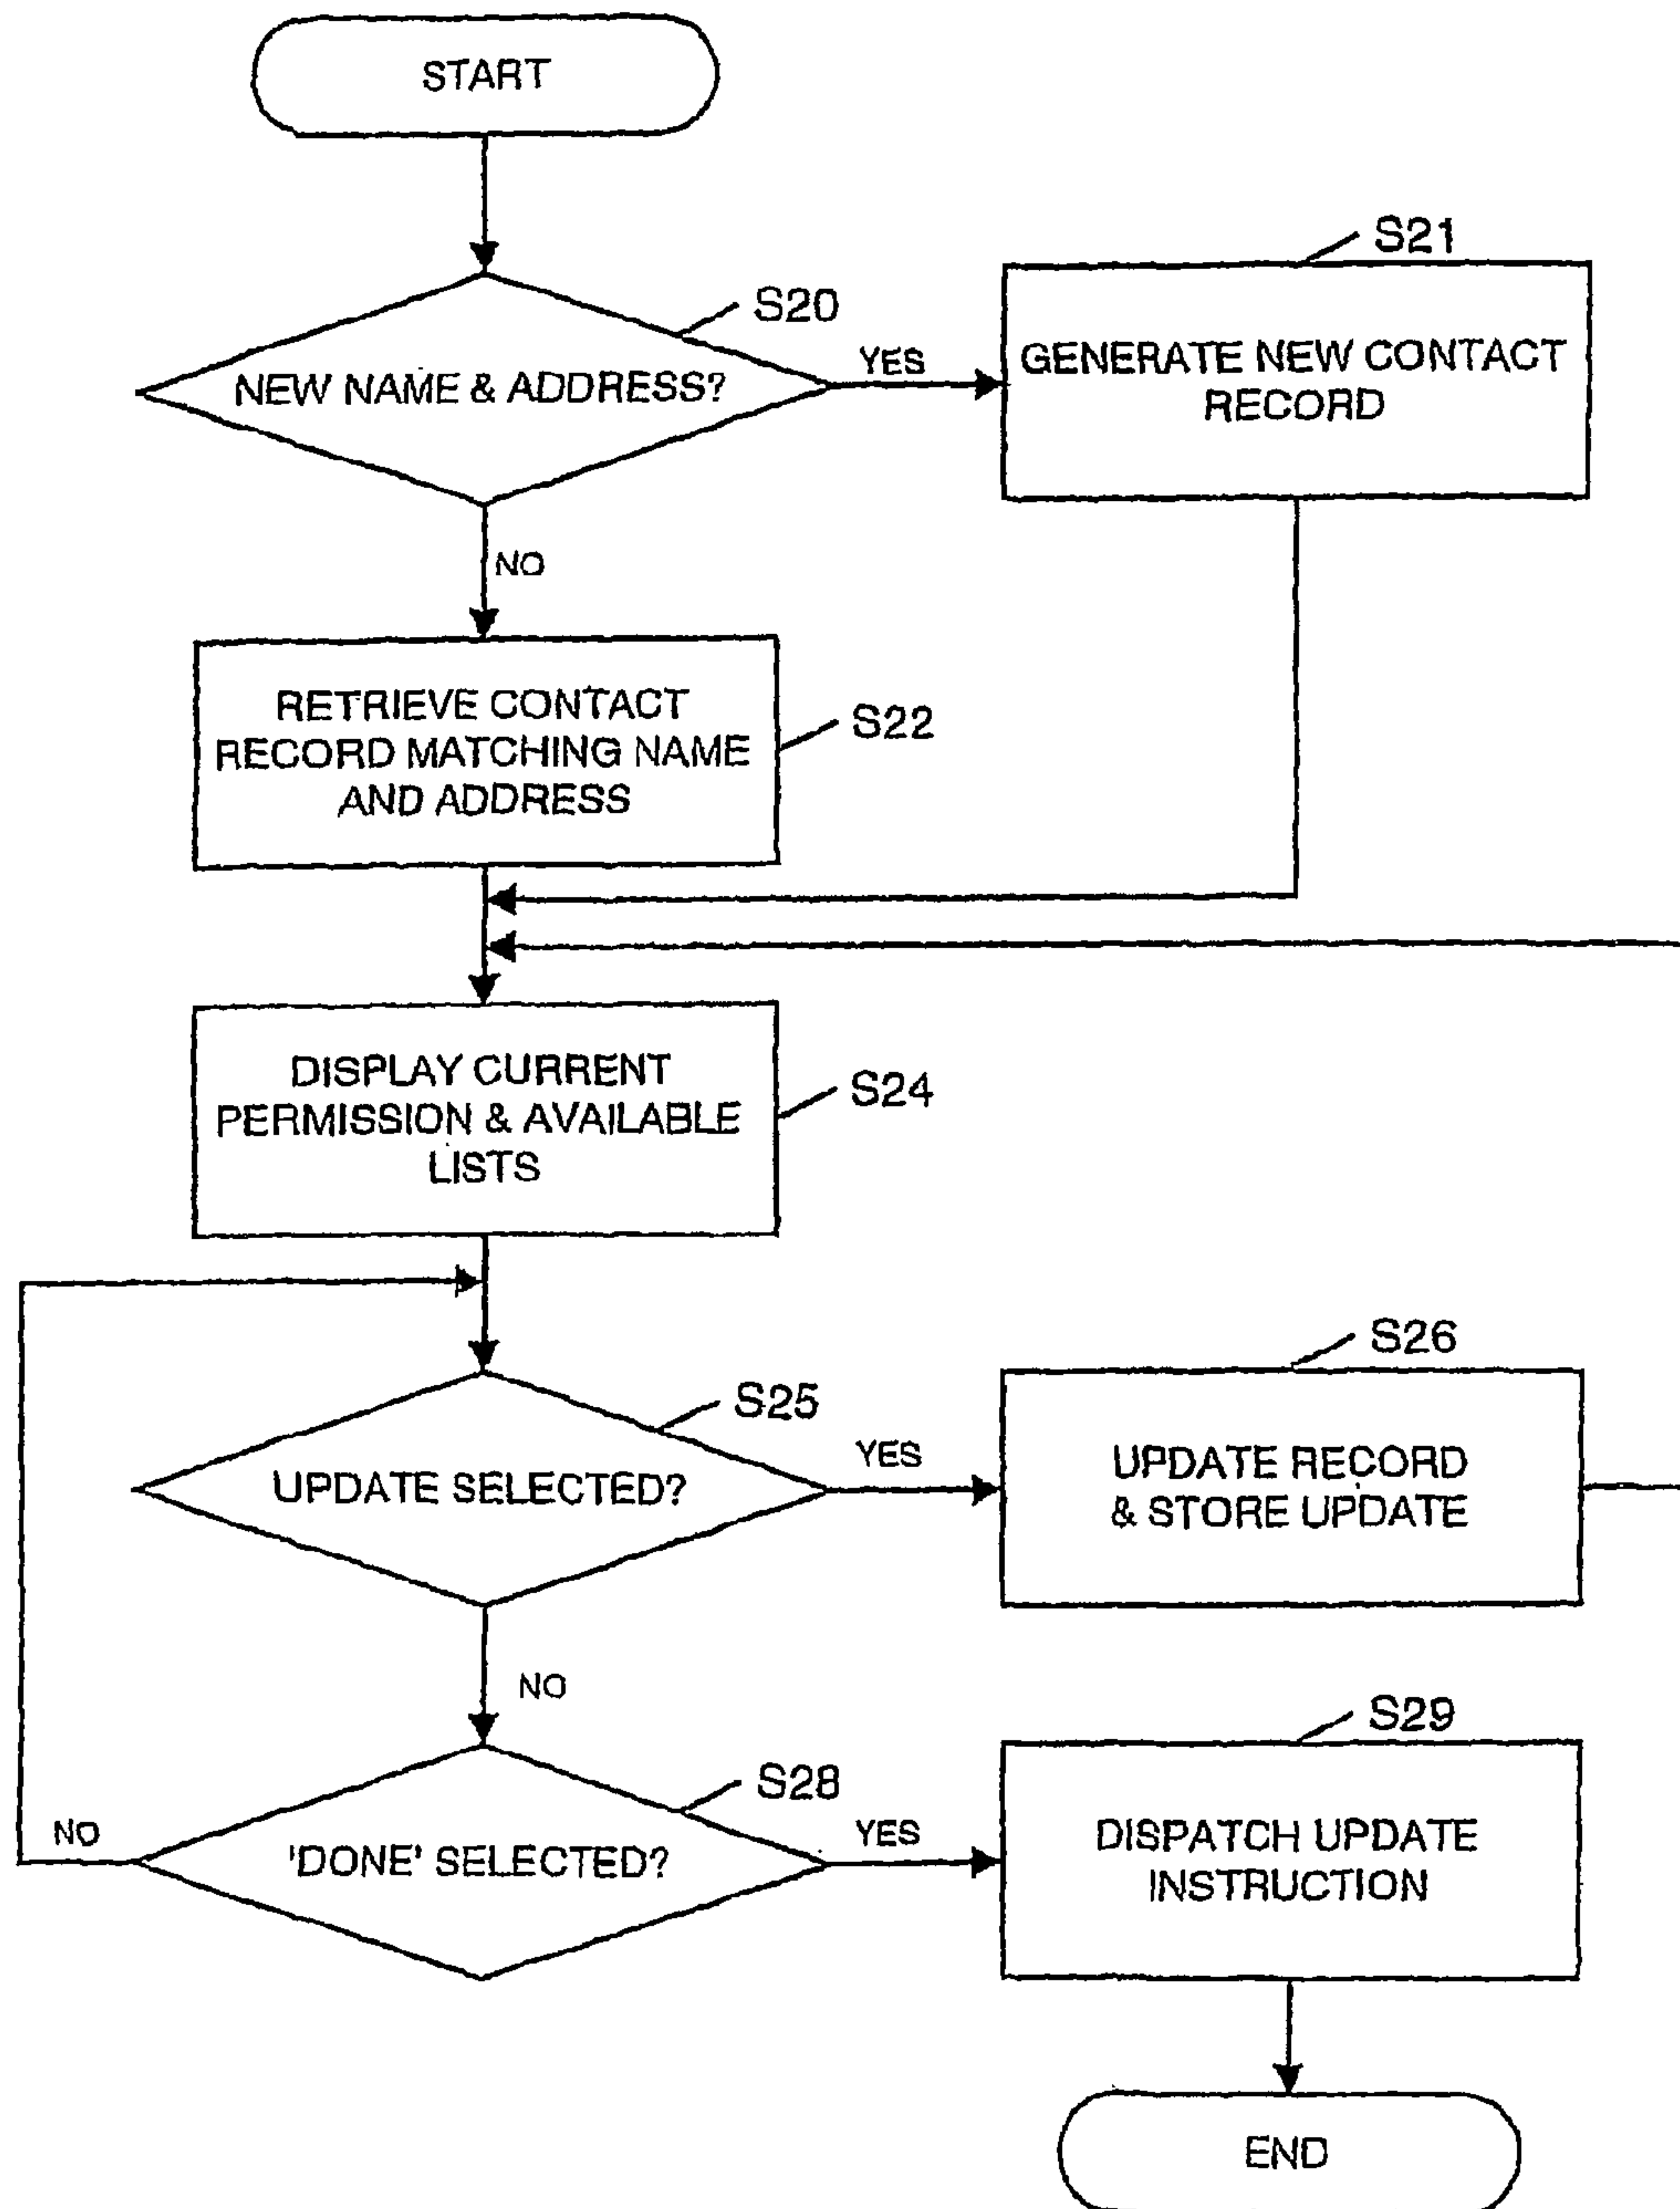 START
S20
NEW NAME & ADDRESS?
YES
S21
GENERATE NEW CONTACT
RECORD
NO
RETRIEVE CONTACT
RECORD MATCHING NAME
AND ADDRESS
S22
DISPLAY CURRENT
PERMISSION & AVAILABLE
LISTS
S24
S25
UPDATE SELECTED?
YES
S26
UPDATE RECORD
& STORE UPDATE
NO
S28
'DONE' SELECTED?
NO
YES
S29
DISPATCH UPDATE
INSTRUCTION
END